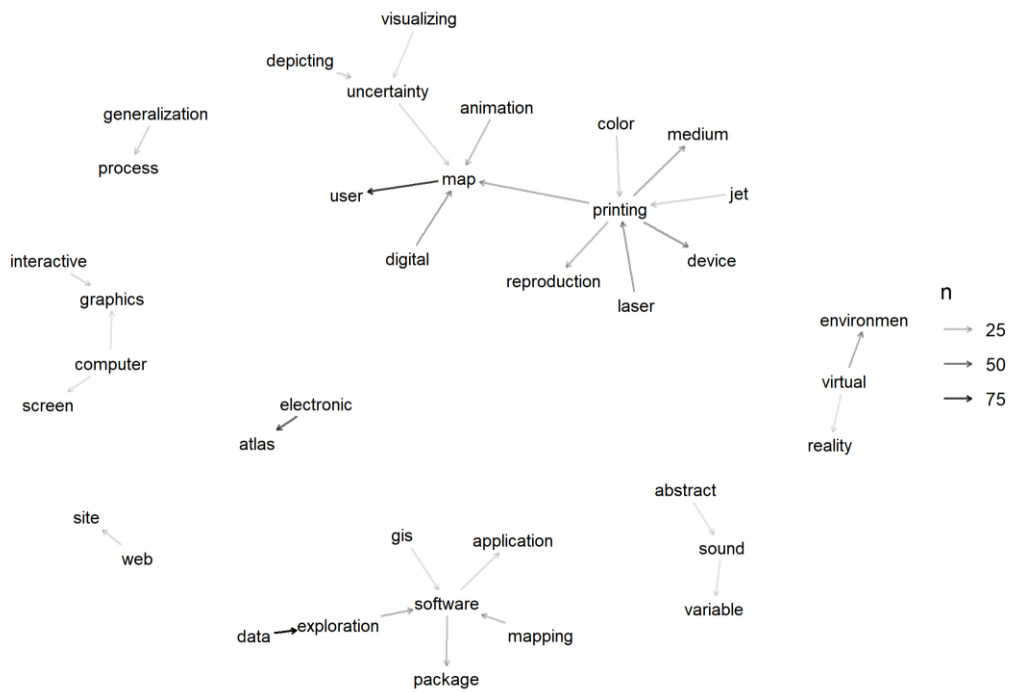 visualizing
depicting
uncertainty
animation
generalization
color
medium
process
map
user
jet
printing
digital
interactive
device
reproduction
graphics
laser
n
environmen
25
computer
50
virtual
75
screen
electronic
atlas
reality
abstract
site
gis
application
web
sound
software
variable
exploration
data
mapping
package